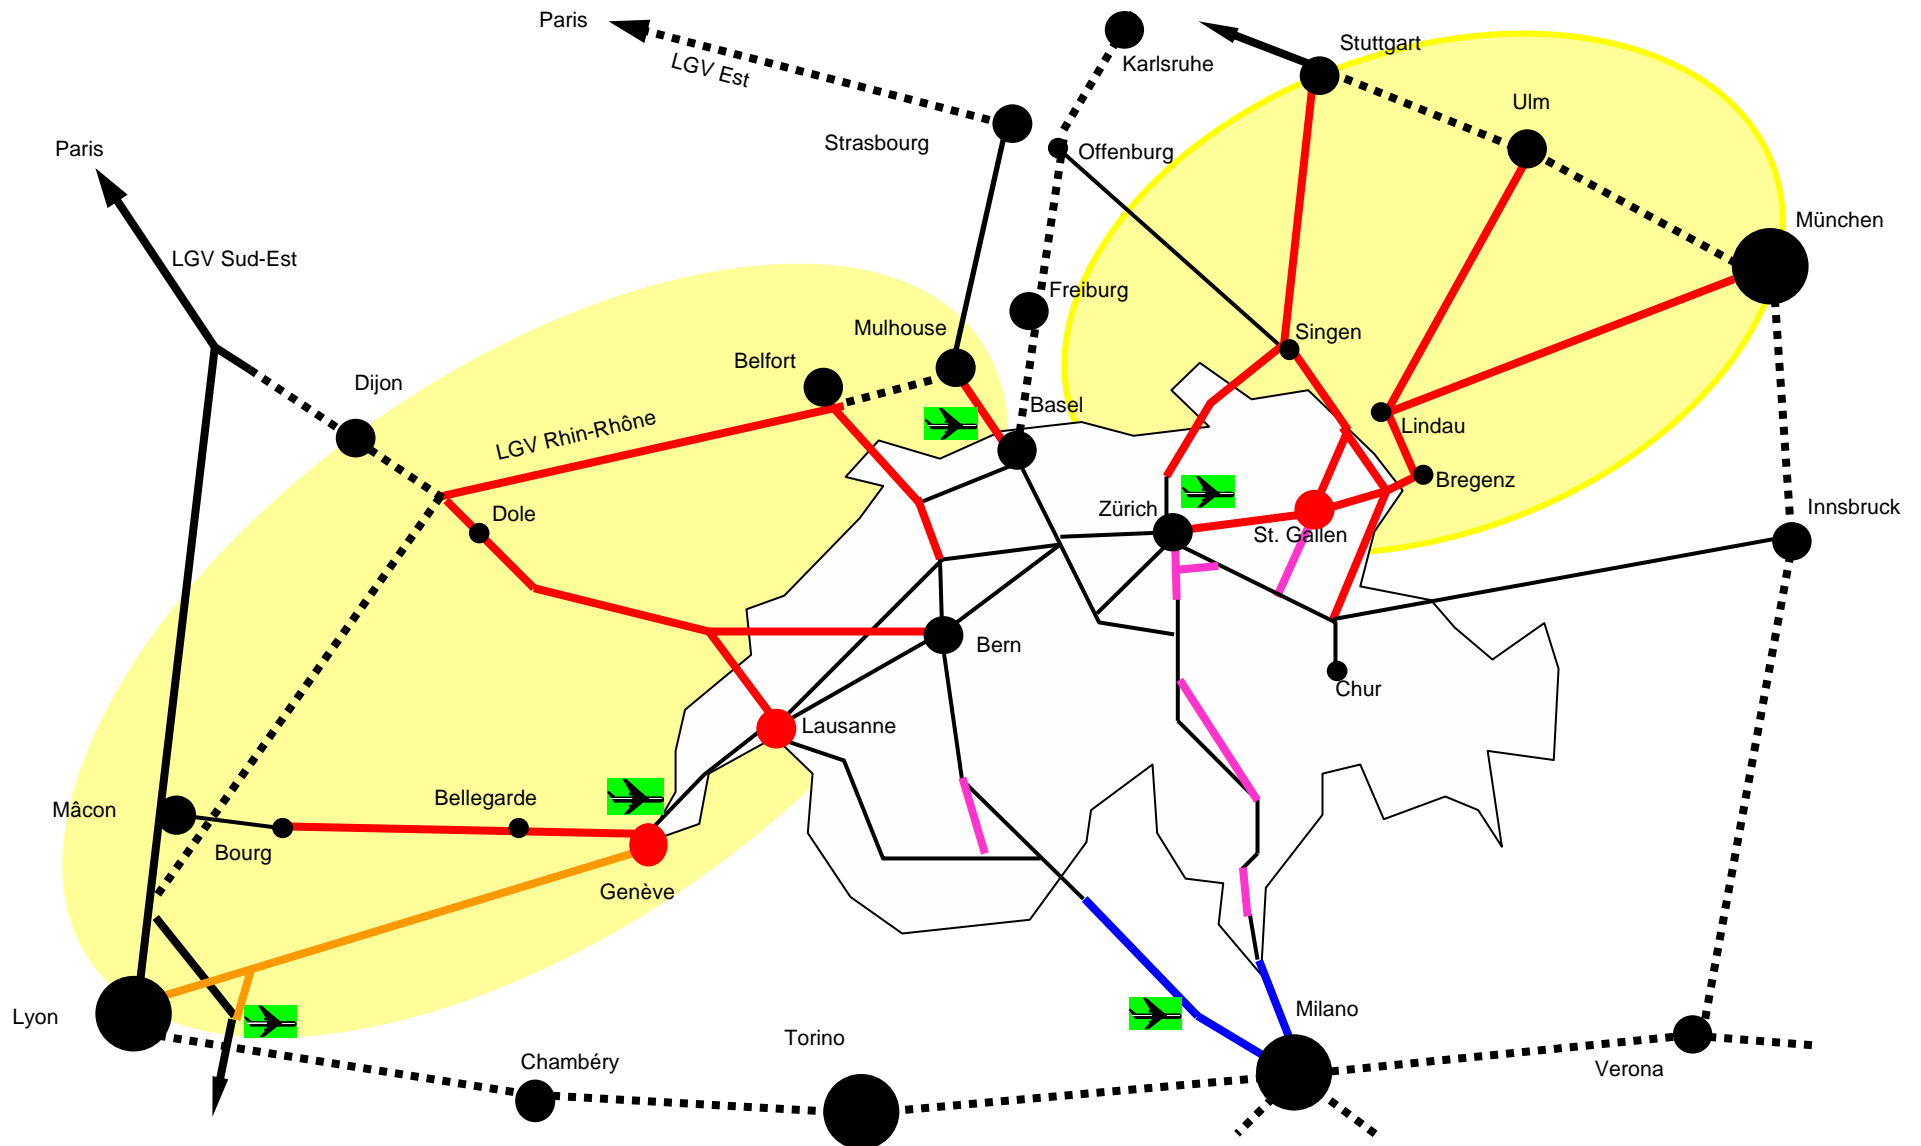 Paris
Stuttgart
Karlsruhe
LGV Est
Ulm
Strasbourg
Paris
Offenburg
München
LGV Sud-Est
Freiburg
Mulhouse
Singen
Belfort
Dijon
Basel
Lindau
LGV Rhin-Rhône
Bregenz
Dole
Zürich
Innsbruck
St. Gallen
Bern
Chur
Lausanne
Bellegarde
Mâcon
Bourg
Genève
Lyon
Milano
Torino
Chambéry
Verona